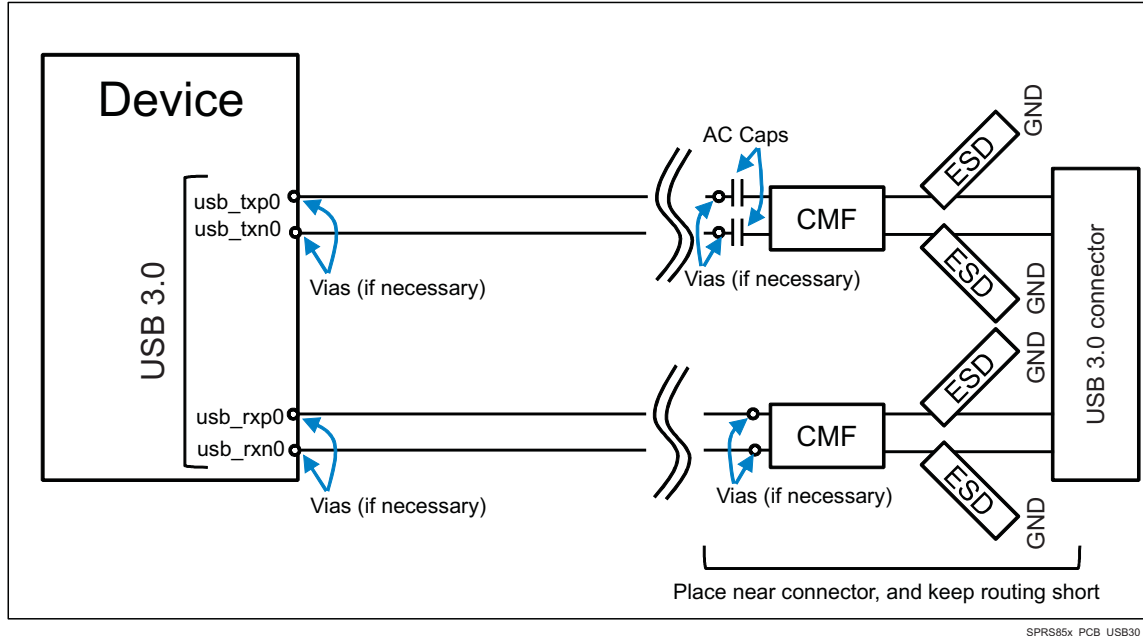 Device
USB 3.0
usb_txp0
usb_txn0
Vias (if necessary)
AC Caps
CMF
Vias (if necessary)
ESD
GND
ESD
GND
USB 3.0 connector
usb_rxp0
usb_rxn0
Vias (if necessary)
CMF
Vias (if necessary)
ESD
GND
ESD
GND
Place near connector, and keep routing short
SPRS85x_PCB_USB30